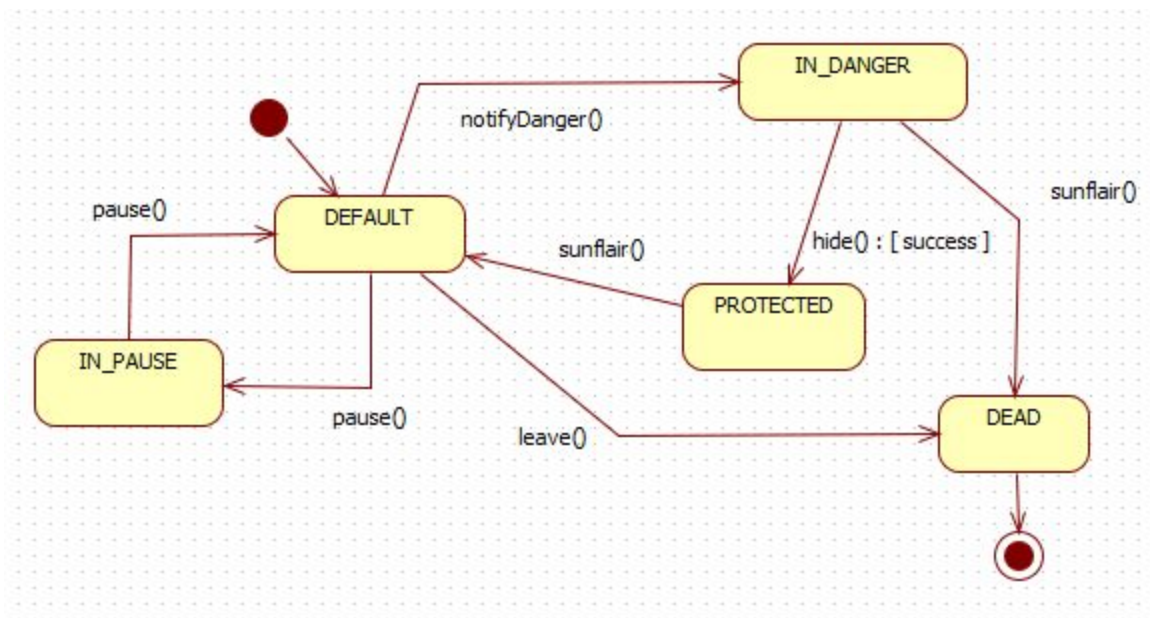 IN_DANGER
notifyDanger()
sunflair()
pause()
DEFAULT
hide() : [ success ]
sunflair()
PROTECTED
IN_PAUSE
pause()
leave()
DEAD